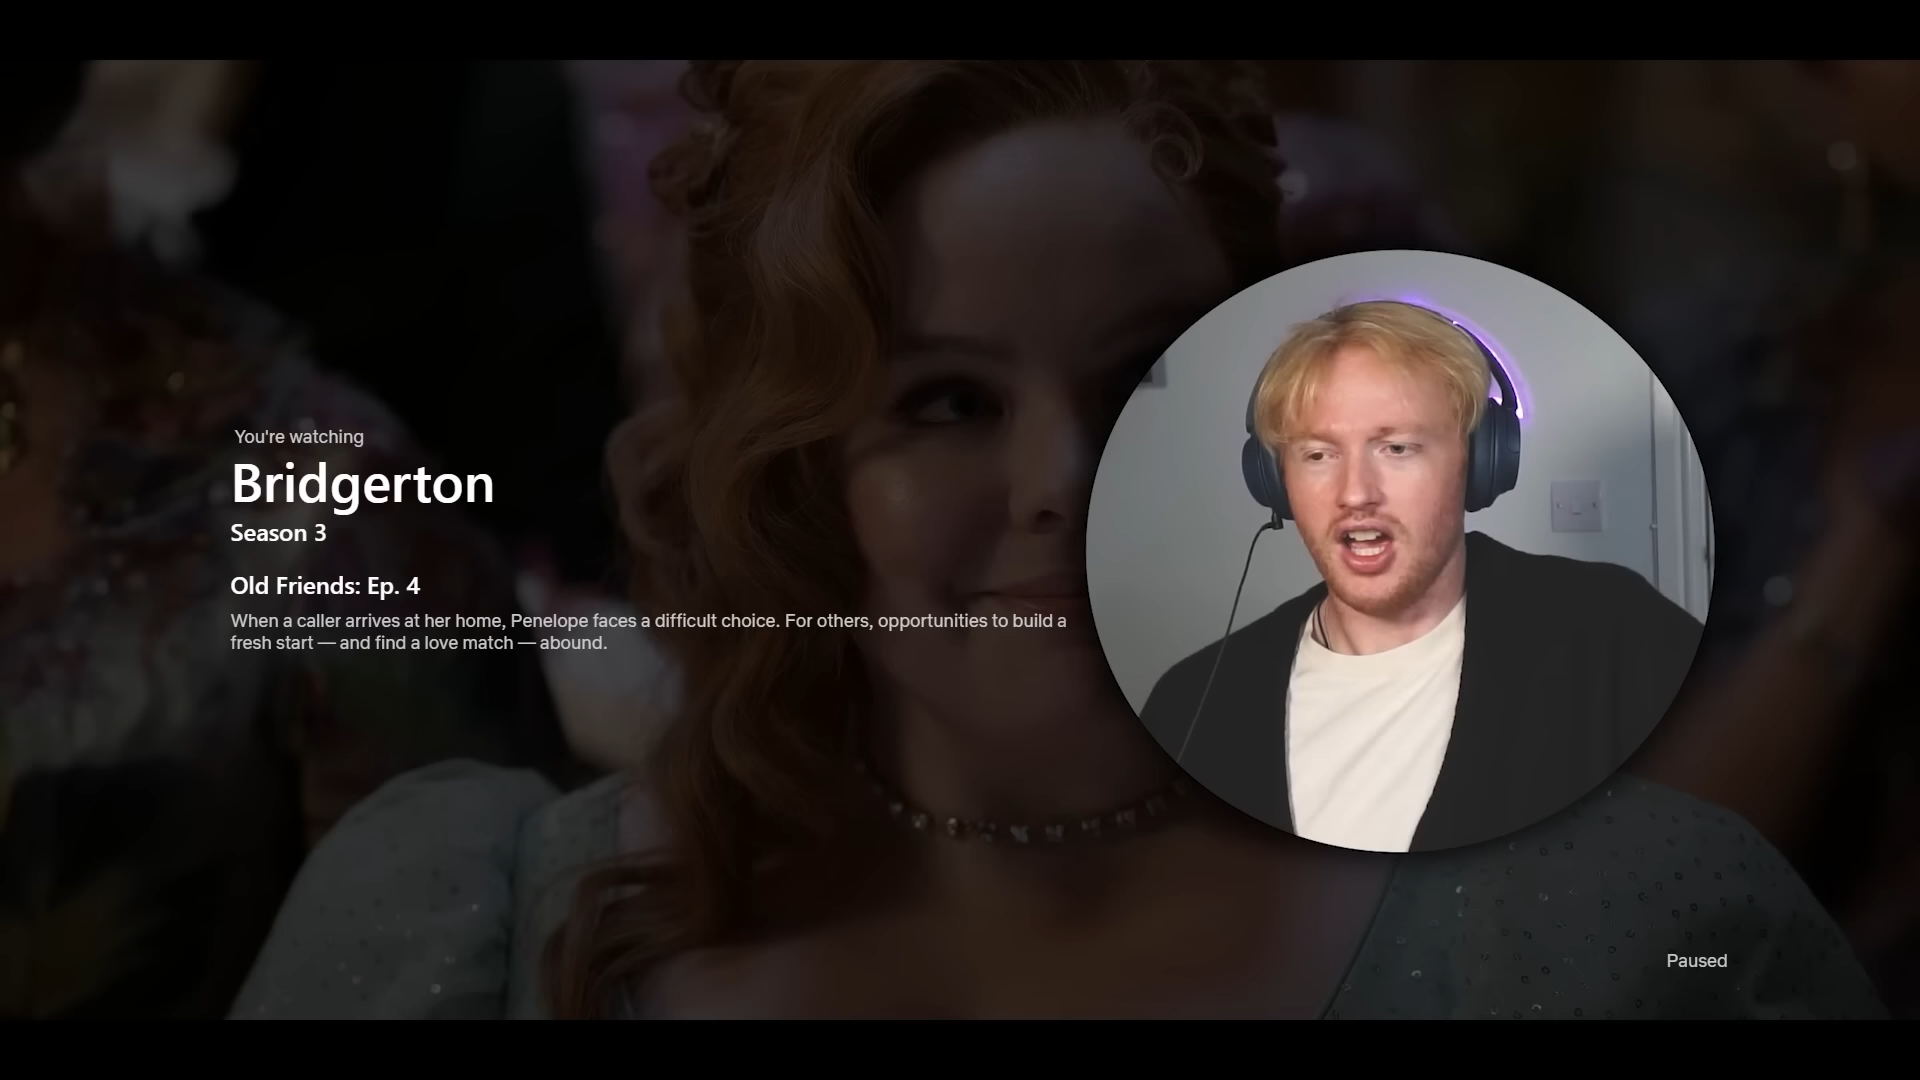 You're watching
Bridgerton
Season 3
Old Friends: Ep. 4
When a caller arrives at her home, Penelope faces a difficult choice. For others, opportunities to build a
fresh start — and find a love match — abound.
Paused